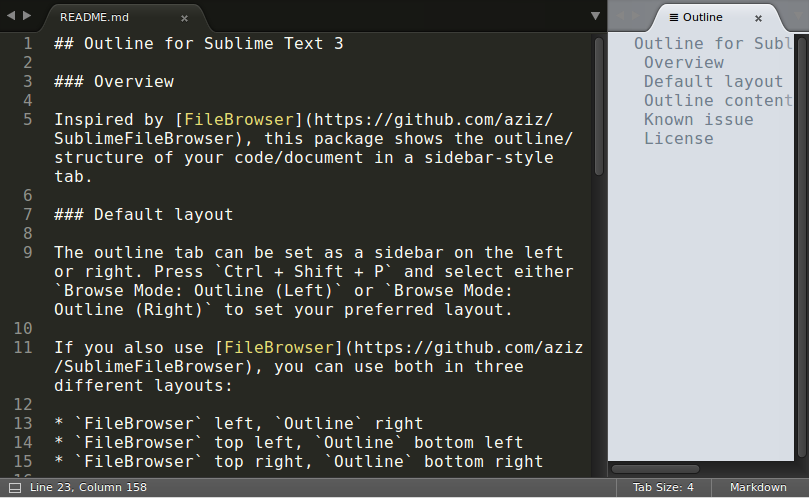 README.md
1 ## Outline for Sublime Text 3
2
3 ### Overview
4
5 Inspired by [FileBrowser](https://github.com/aziz/
SublimeFileBrowser), this package shows the outline/
structure of your code/document in a sidebar-style
tab.
6
7 ### Default layout
8
9 The outline tab can be set as a sidebar on the left
or right. Press `Ctrl + Shift + P` and select either
`Browse Mode: Outline (Left)` or `Browse Mode:
Outline (Right)` to set your preferred layout.
10
11 If you also use [FileBrowser](https://github.com/aziz
/SublimeFileBrowser), you can use both in three
different layouts:
12
13 * `FileBrowser` left, `Outline` right
14 * `FileBrowser` top left, `Outline` bottom left
15 * `FileBrowser` top right, `Outline` bottom right
≣ Outline
Outline for Subl
Overview
Default layout
Outline content
Known issue
License
Line 23, Column 158
Tab Size: 4
Markdown